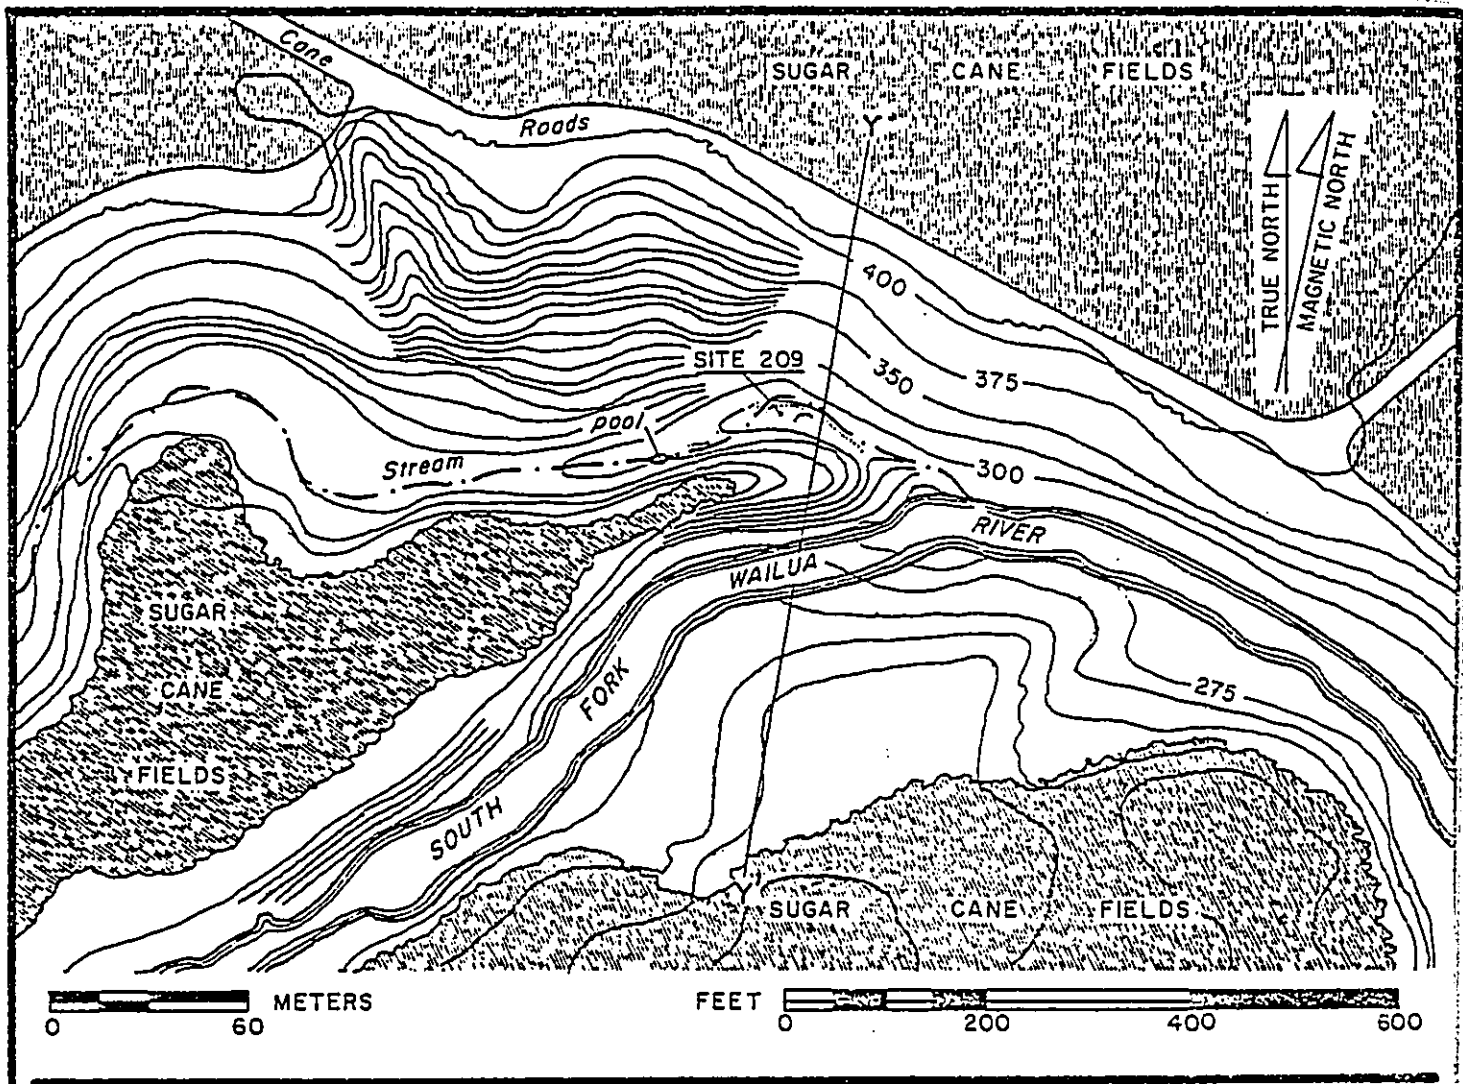 Cane
Roads
SUGAR CANE FIELDS
Y
TRUE NORTH
MAGNETIC NORTH
400
350
375
SITE 209
pool
Stream
300
RIVER
WAILUA
SUGAR
CANE
FIELDS
FORK
SOUTH
275
Y'
SUGAR CANE FIELDS
METERS
0 60
FEET
0 200 400 600